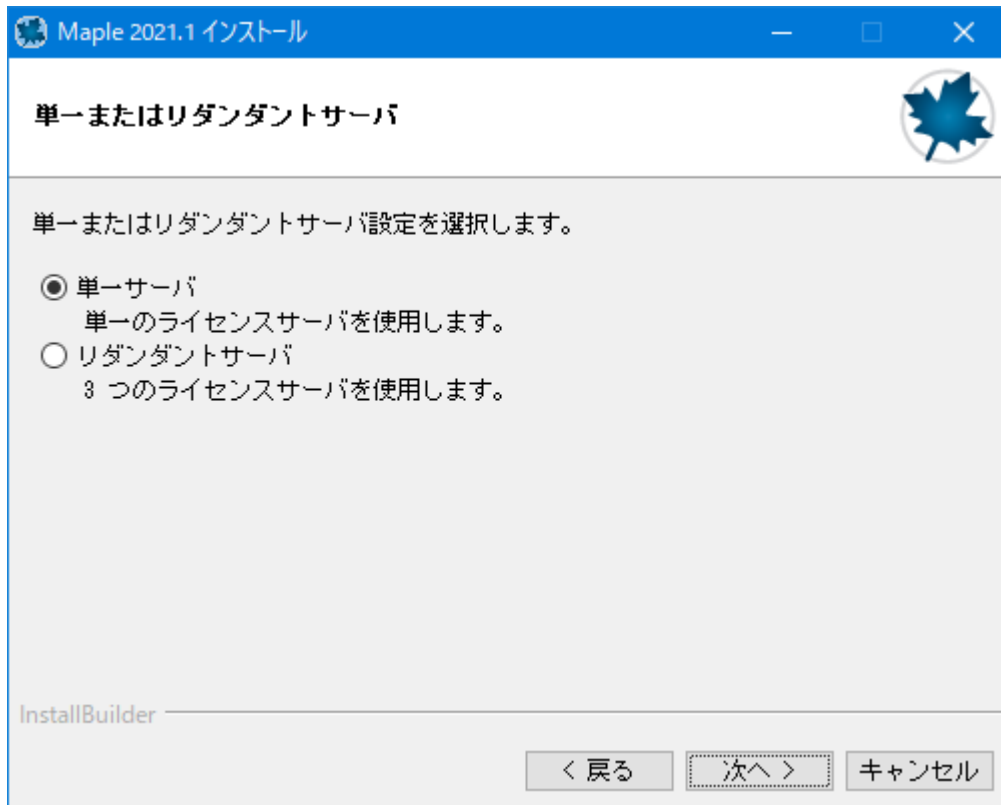 Maple 2021.1 インストール
単一またはリダンダントサーバ
単一またはリダンダントサーバ設定を選択します。
単一サーバ
単一のライセンスサーバを使用します。
リダンダントサーバ
3 つのライセンスサーバを使用します。
InstallBuilder
< 戻る 次へ > キャンセル